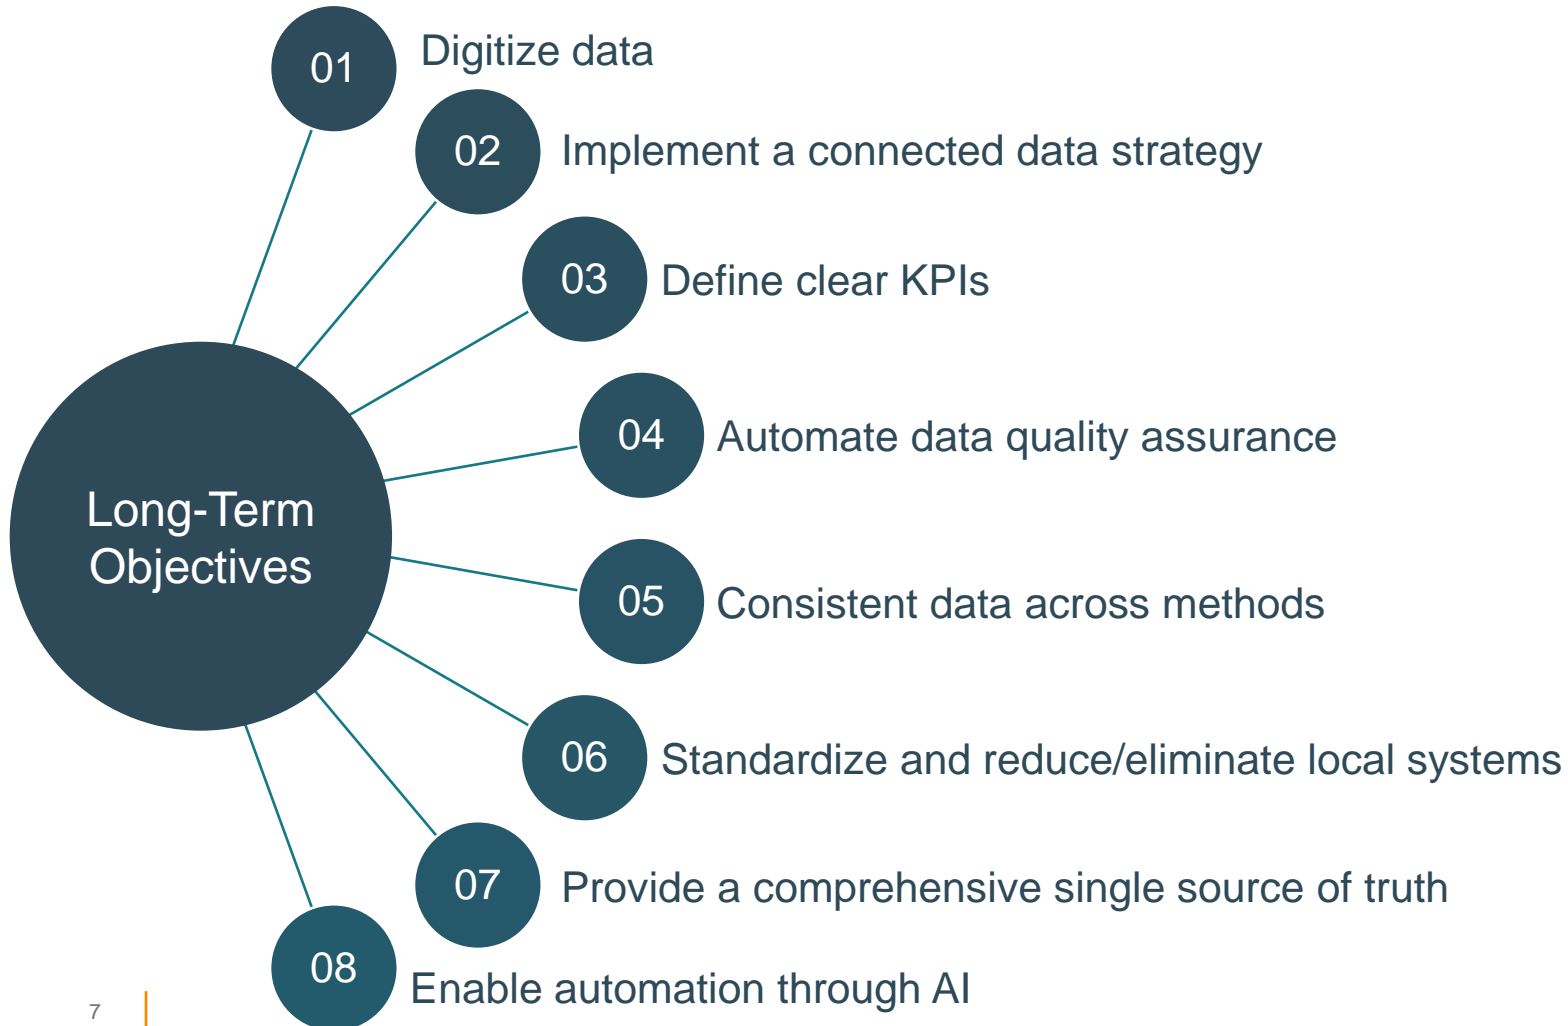 01
Digitize data
02
Implement a connected data strategy
03
Define clear KPIs
04
Automate data quality assurance
Long-Term
Objectives
05
Consistent data across methods
06
Standardize and reduce/eliminate local systems
07
Provide a comprehensive single source of truth
08
Enable automation through AI
7